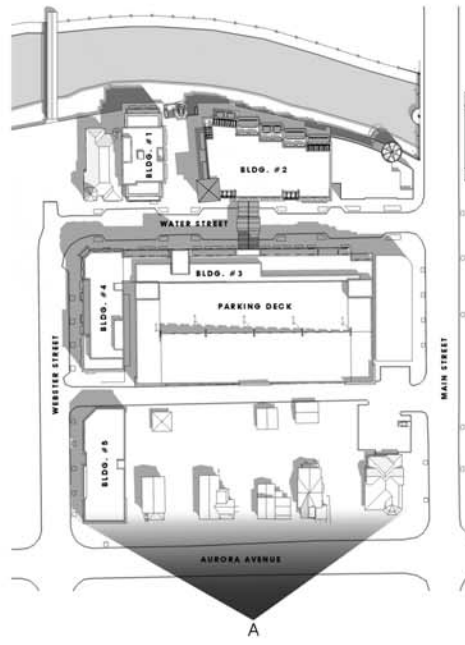 BLDG. #1
BLDG. #2
WATER STREET
BLDG. #3
BLDG. #4
PARKING DECK
WEBSTER STREET
MAIN STREET
BLDG. #5
AURORA AVENUE
A